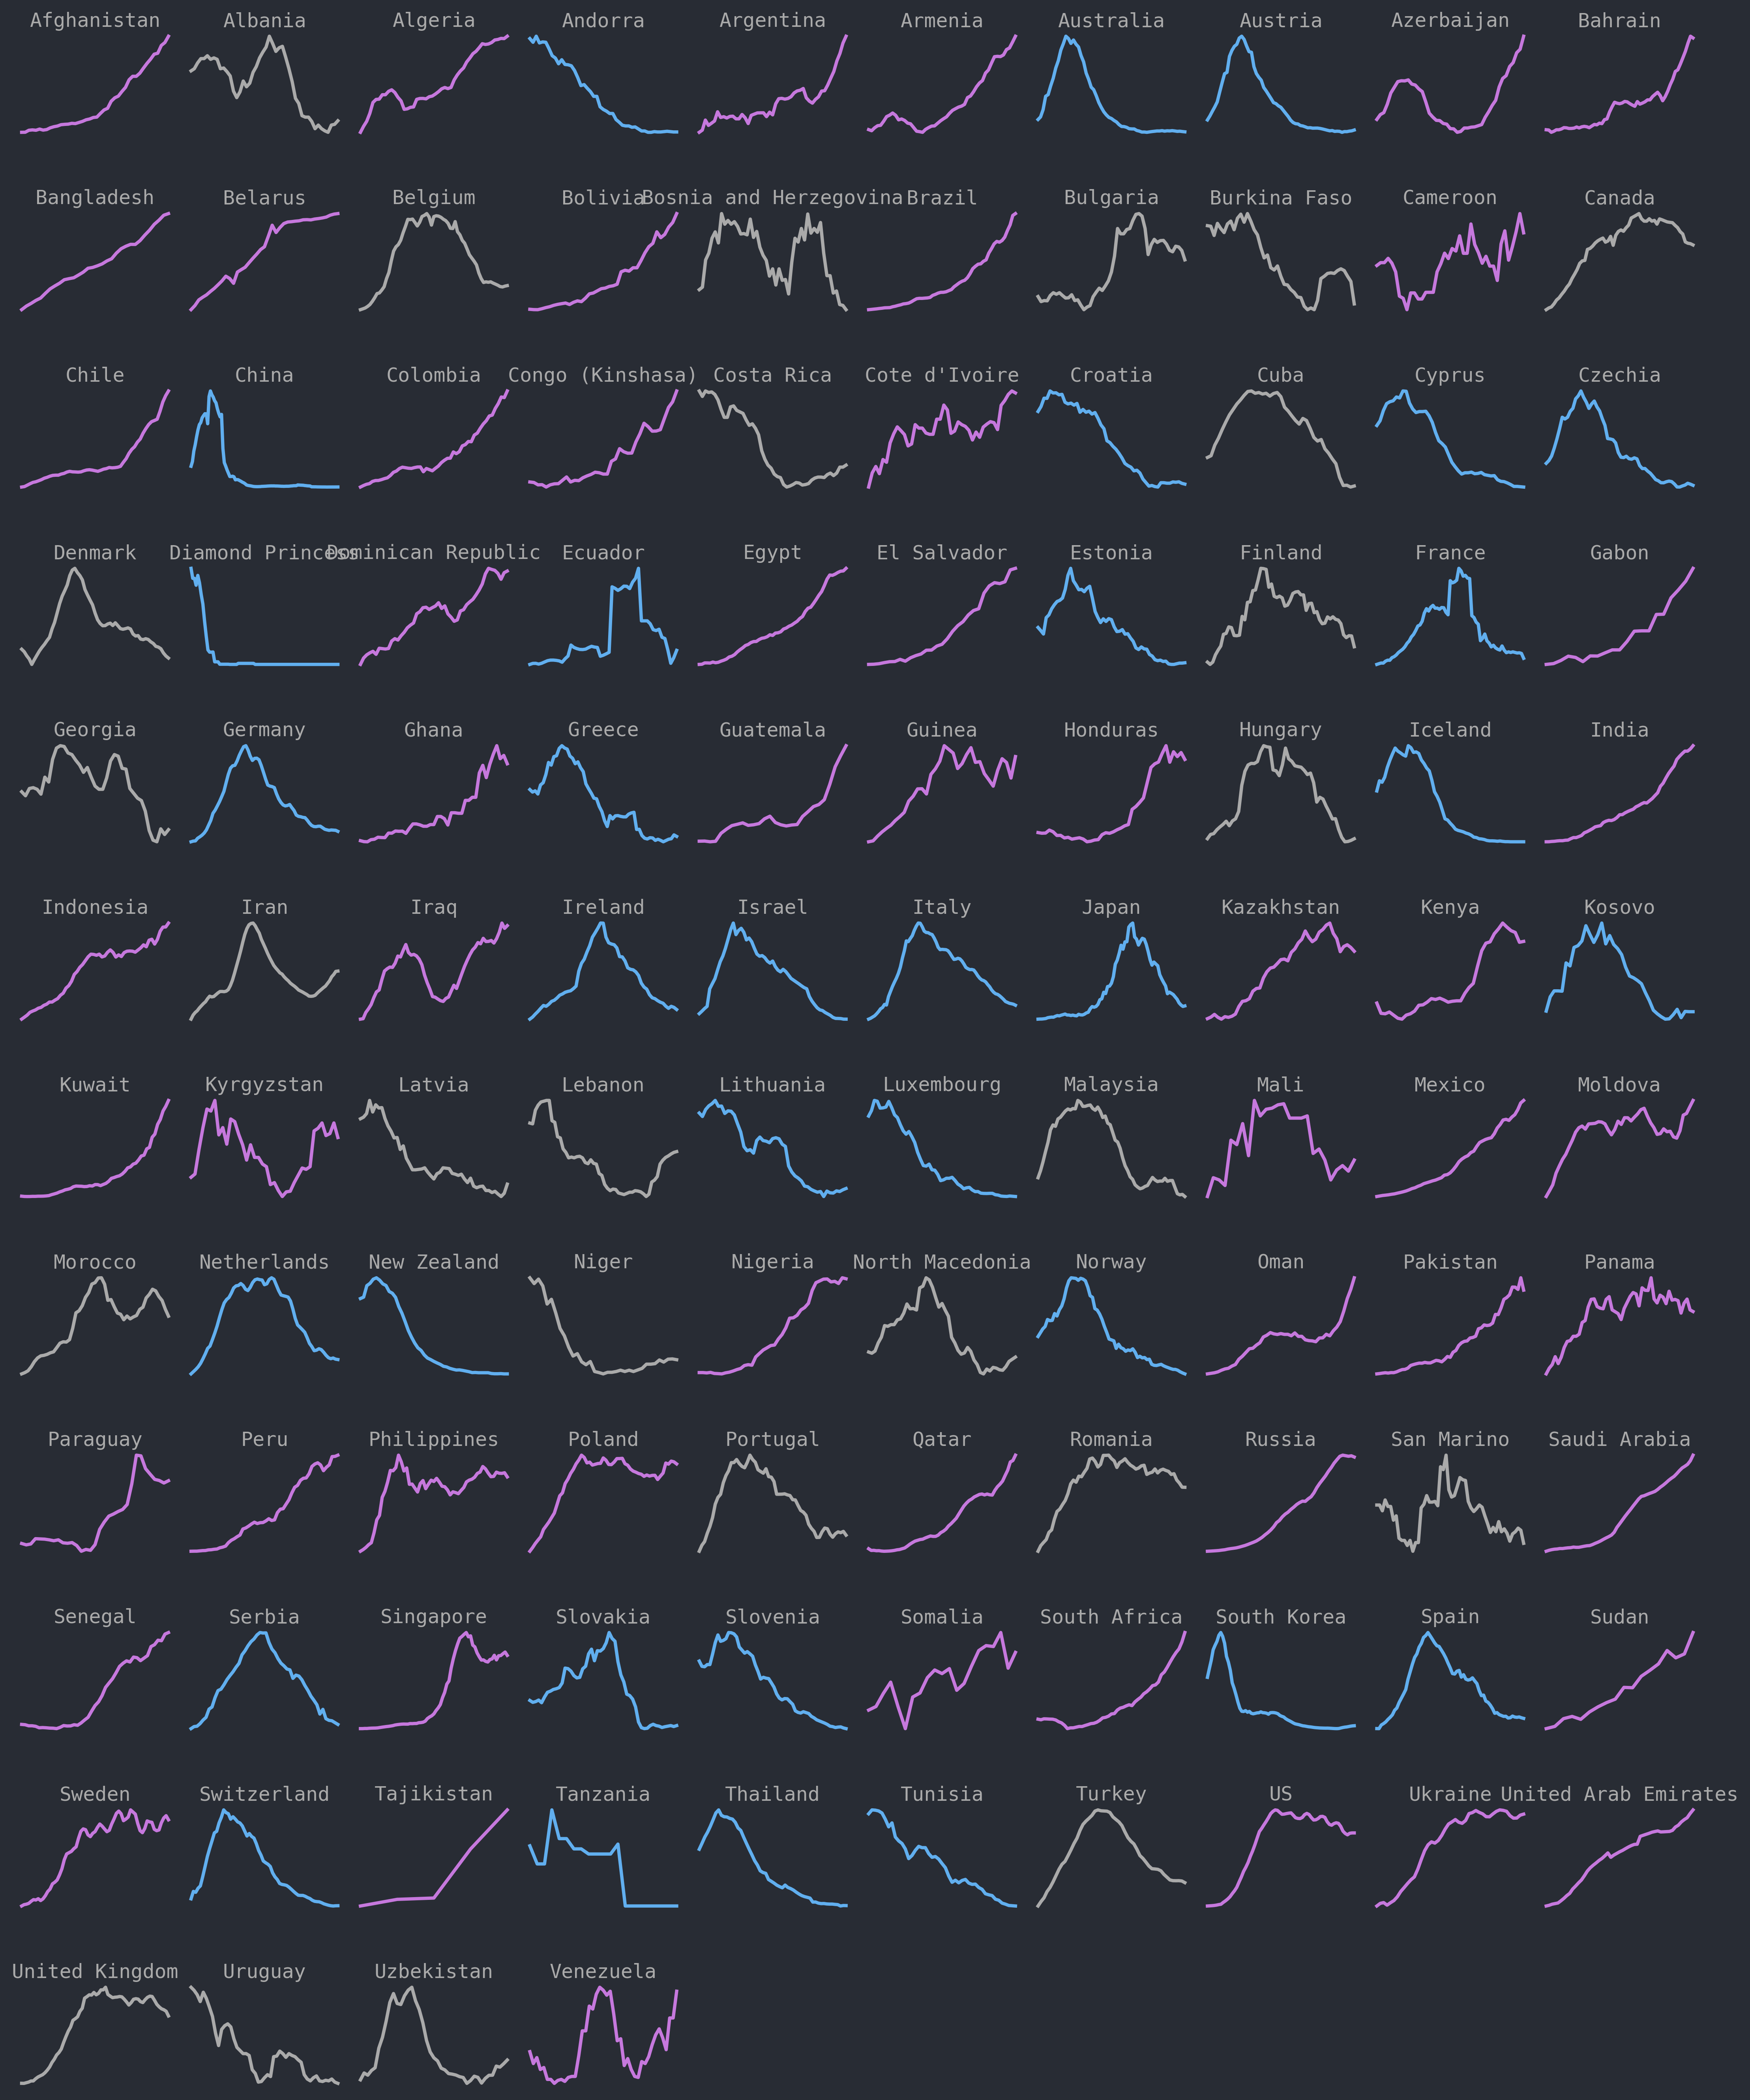 Afghanistan Albania Algeria Andorra Argentina Armenia Australia Austria Azerbaijan Bahrain
Bangladesh Belarus Belgium Bolivia Bosnia and Herzegovina Brazil Bulgaria Burkina Faso Cameroon Canada
Chile China Colombia Congo (Kinshasa) Costa Rica Cote d'Ivoire Croatia Cuba Cyprus Czechia
Denmark Diamond Princess Dominican Republic Ecuador Egypt El Salvador Estonia Finland France Gabon
Georgia Germany Ghana Greece Guatemala Guinea Honduras Hungary Iceland India
Indonesia Iran Iraq Ireland Israel Italy Japan Kazakhstan Kenya Kosovo
Kuwait Kyrgyzstan Latvia Lebanon Lithuania Luxembourg Malaysia Mali Mexico Moldova
Morocco Netherlands New Zealand Niger Nigeria North Macedonia Norway Oman Pakistan Panama
Paraguay Peru Philippines Poland Portugal Qatar Romania Russia San Marino Saudi Arabia
Senegal Serbia Singapore Slovakia Slovenia Somalia South Africa South Korea Spain Sudan
Sweden Switzerland Tajikistan Tanzania Thailand Tunisia Turkey US Ukraine United Arab Emirates
United Kingdom Uruguay Uzbekistan Venezuela